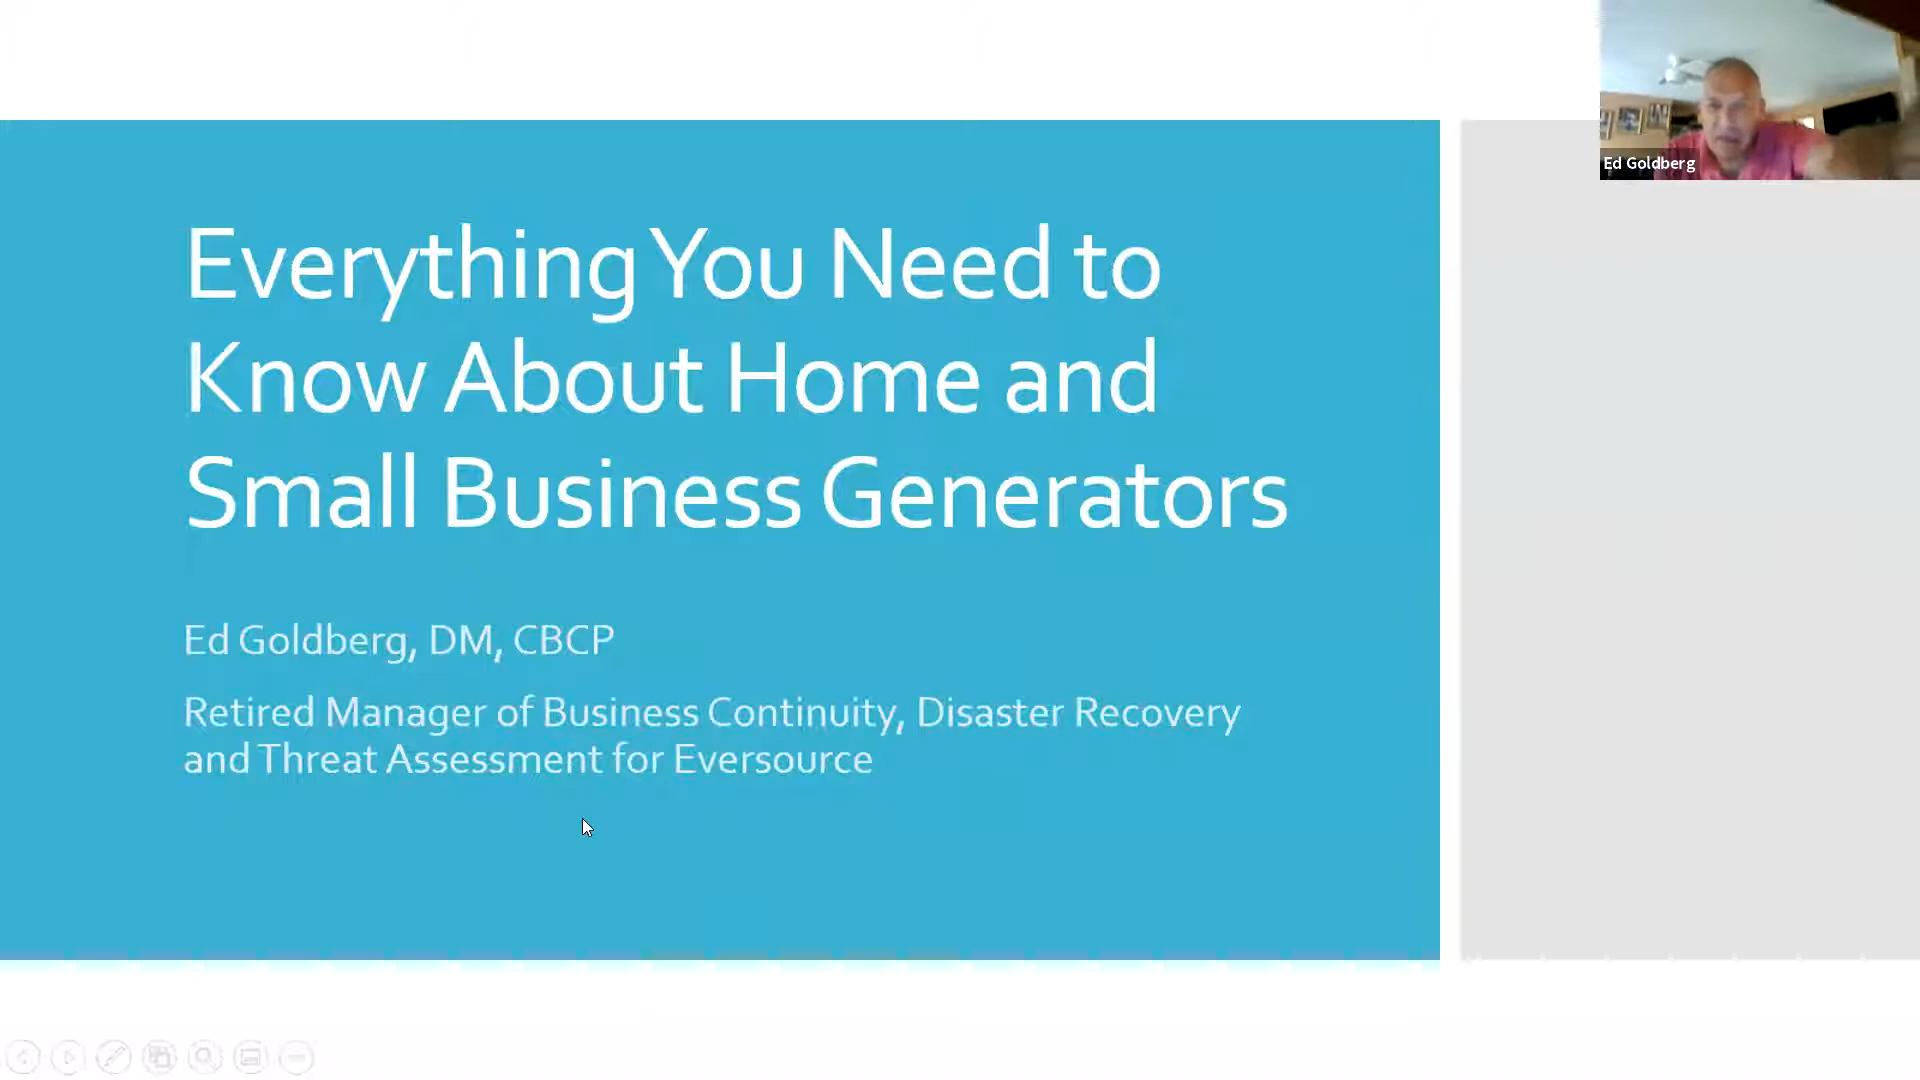 Everything You Need to
Know About Home and
Small Business Generators
Ed Goldberg, DM, CBCP
Retired Manager of Business Continuity, Disaster Recovery
and Threat Assessment for Eversource
Ed Goldberg